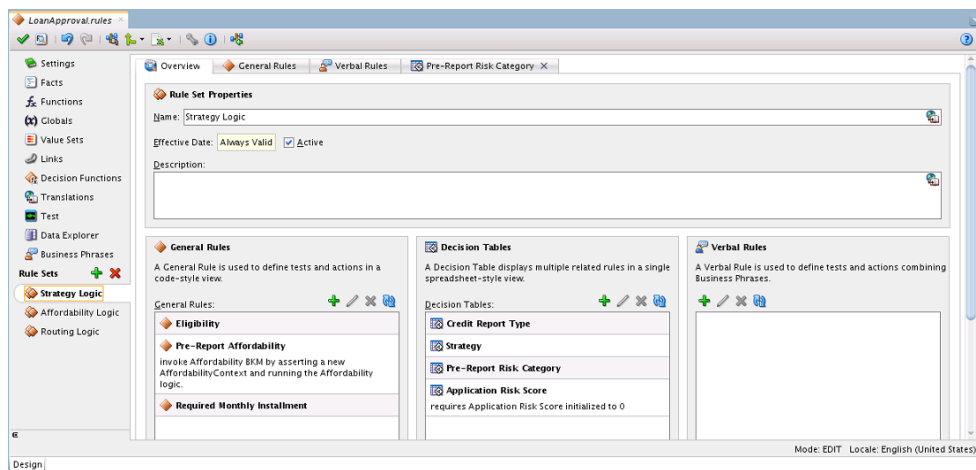 LoanApproval.rules
Settings
Facts
Functions
Globals
Value Sets
Links
Decision Functions
Translations
Test
Data Explorer
Business Phrases
Rule Sets
Strategy Logic
Affordability Logic
Routing Logic
Overview General Rules Verbal Rules Pre-Report Risk Category
Rule Set Properties
Name: Strategy Logic
Effective Date: Always Valid Active
Description:
General Rules
A General Rule is used to define tests and actions in a
code-style view.
General Rules:
Eligibility
Pre-Report Affordability
invoke Affordability BKM by asserting a new
AffordabilityContext and running the Affordability
logic.
Required Monthly Installment
Decision Tables
A Decision Table displays multiple related rules in a single
spreadsheet-style view.
Decision Tables:
Credit Report Type
Strategy
Pre-Report Risk Category
Application Risk Score
requires Application Risk Score initialized to 0
Verbal Rules
A Verbal Rule is used to define tests and actions combining
Business Phrases.
Mode: EDIT Locale: English (United States)
Design